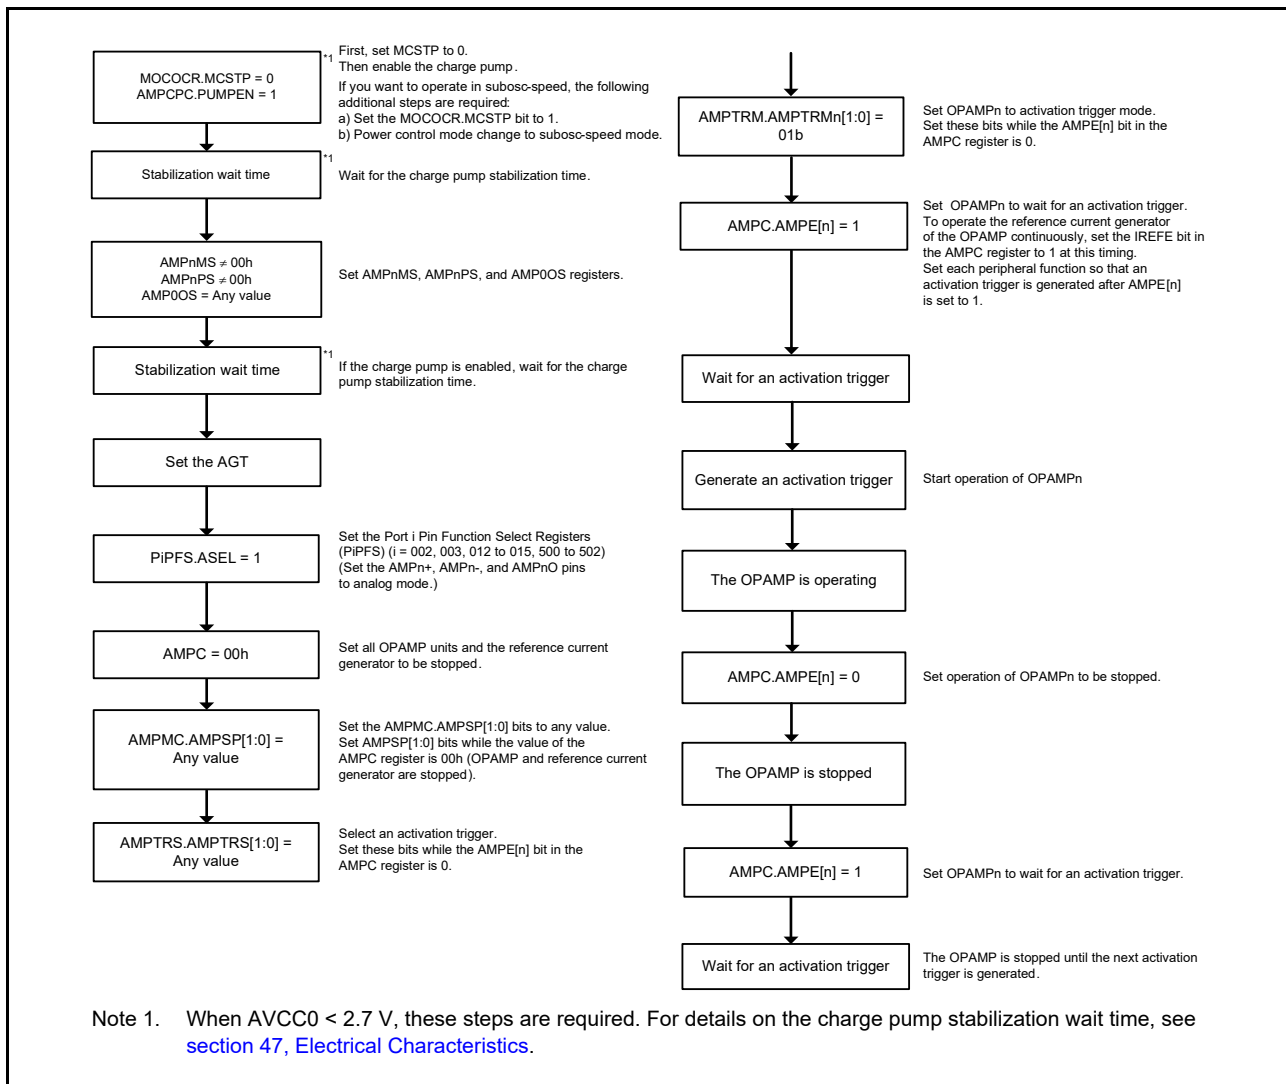 MOCOCR.MCSTP = 0
AMPCPC.PUMPEN = 1
*1
First, set MCSTP to 0.
Then enable the charge pump.
If you want to operate in subosc-speed, the following
additional steps are required:
a) Set the MOCOCR.MCSTP bit to 1.
b) Power control mode change to subosc-speed mode.
Stabilization wait time
*1
Wait for the charge pump stabilization time.
AMPnMS ≠ 00h
AMPnPS ≠ 00h
AMP0OS = Any value
Set AMPnMS, AMPnPS, and AMP0OS registers.
Stabilization wait time
*1
If the charge pump is enabled, wait for the charge
pump stabilization time.
Set the AGT
PiPFS.ASEL = 1
Set the Port i Pin Function Select Registers
(PiPFS) (i = 002, 003, 012 to 015, 500 to 502)
(Set the AMPn+, AMPn-, and AMPnO pins
to analog mode.)
AMPC = 00h
Set all OPAMP units and the reference current
generator to be stopped.
AMPMC.AMPSP[1:0] =
Any value
Set the AMPMC.AMPSP[1:0] bits to any value.
Set AMPSP[1:0] bits while the value of the
AMPC register is 00h (OPAMP and reference current
generator are stopped).
AMPTRS.AMPTRS[1:0] =
Any value
Select an activation trigger.
Set these bits while the AMPE[n] bit in the
AMPC register is 0.
AMPTRM.AMPTRMn[1:0] =
01b
Set OPAMPn to activation trigger mode.
Set these bits while the AMPE[n] bit in the
AMPC register is 0.
AMPC.AMPE[n] = 1
Set OPAMPn to wait for an activation trigger.
To operate the reference current generator
of the OPAMP continuously, set the IREFE bit in
the AMPC register to 1 at this timing.
Set each peripheral function so that an
activation trigger is generated after AMPE[n]
is set to 1.
Wait for an activation trigger
Generate an activation trigger
Start operation of OPAMPn
The OPAMP is operating
AMPC.AMPE[n] = 0
Set operation of OPAMPn to be stopped.
The OPAMP is stopped
AMPC.AMPE[n] = 1
Set OPAMPn to wait for an activation trigger.
Wait for an activation trigger
The OPAMP is stopped until the next activation
trigger is generated.
Note 1. When AVCC0 < 2.7 V, these steps are required. For details on the charge pump stabilization wait time, see
section 47, Electrical Characteristics.